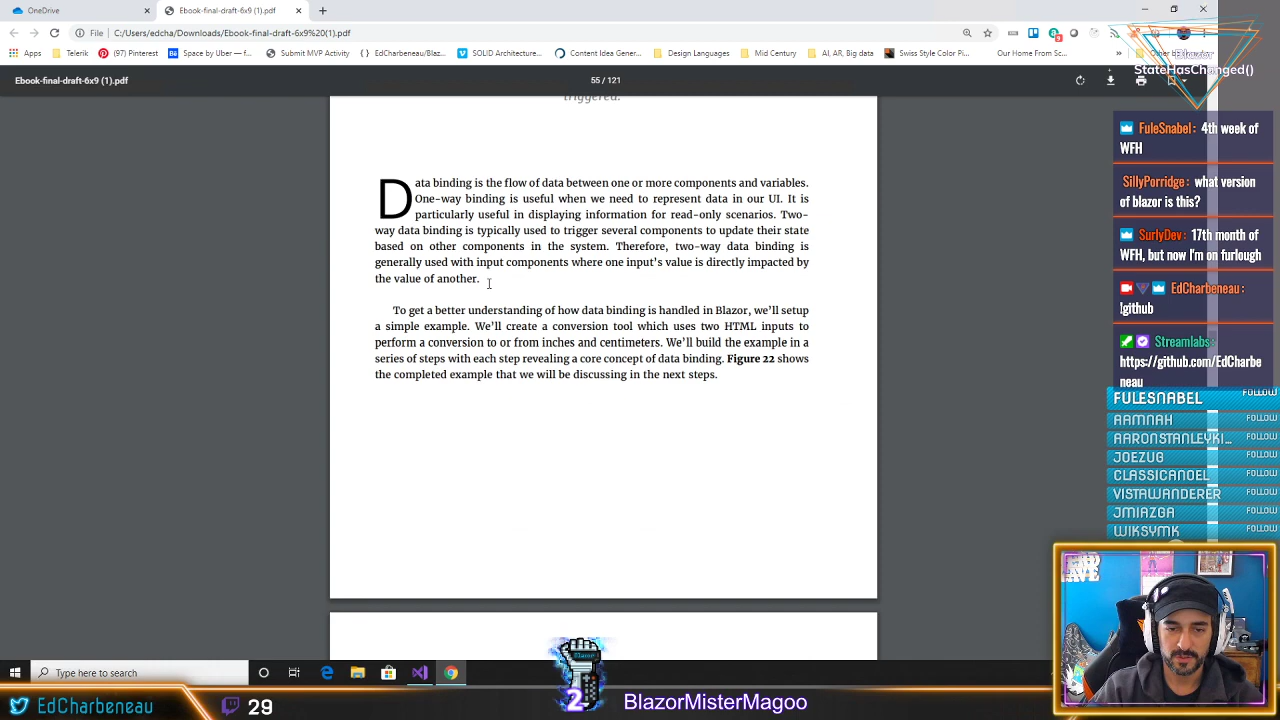 OneDrive
Ebook-final-draft-6x9 (1).pdf
File
C:/Users/edcha/Downloads/Ebook-final-draft-6x9%20(1).pdf
Apps
Telerik
(97) Pinterest
Space by Uber — fr...
Submit MVP Activity
EdCharbeneau/Blaz...
SOLID Architecture...
Content Idea Gener...
Design Languages
Mid Century
AI, AR, Big data
Swiss Style Color Pi...
Our Home From Sc...
Ebook-final-draft-6x9 (1).pdf
55 / 121
Blazor
StateHasChanged()
triggered.
Data binding is the flow of data between one or more components and variables.
One-way binding is useful when we need to represent data in our UI. It is
particularly useful in displaying information for read-only scenarios. Two-
way data binding is typically used to trigger several components to update their state
based on other components in the system. Therefore, two-way data binding is
generally used with input components where one input's value is directly impacted by
the value of another.
To get a better understanding of how data binding is handled in Blazor, we'll setup
a simple example. We'll create a conversion tool which uses two HTML inputs to
perform a conversion to or from inches and centimeters. We'll build the example in a
series of steps with each step revealing a core concept of data binding. Figure 22 shows
the completed example that we will be discussing in the next steps.
FuleSnabel: 4th week of
WFH
SillyPorridge: what version
of blazor is this?
SurlyDev: 17th month of
WFH, but now I'm on furlough
EdCharbeneau:
!github
Streamlabs:
https://github.com/EdCharbe
neau
FULESNABEL FOLLOW
AAMNAH FOLLOW
AARONSTANLEYKI... FOLLOW
JOEZUG FOLLOW
CLASSICANOEL FOLLOW
VISTAWANDERER FOLLOW
JMIAZGA FOLLOW
WIKSYMK FOLLOW
Type here to search
Blazor
2
EdCharbeneau
29
BlazorMisterMagoo